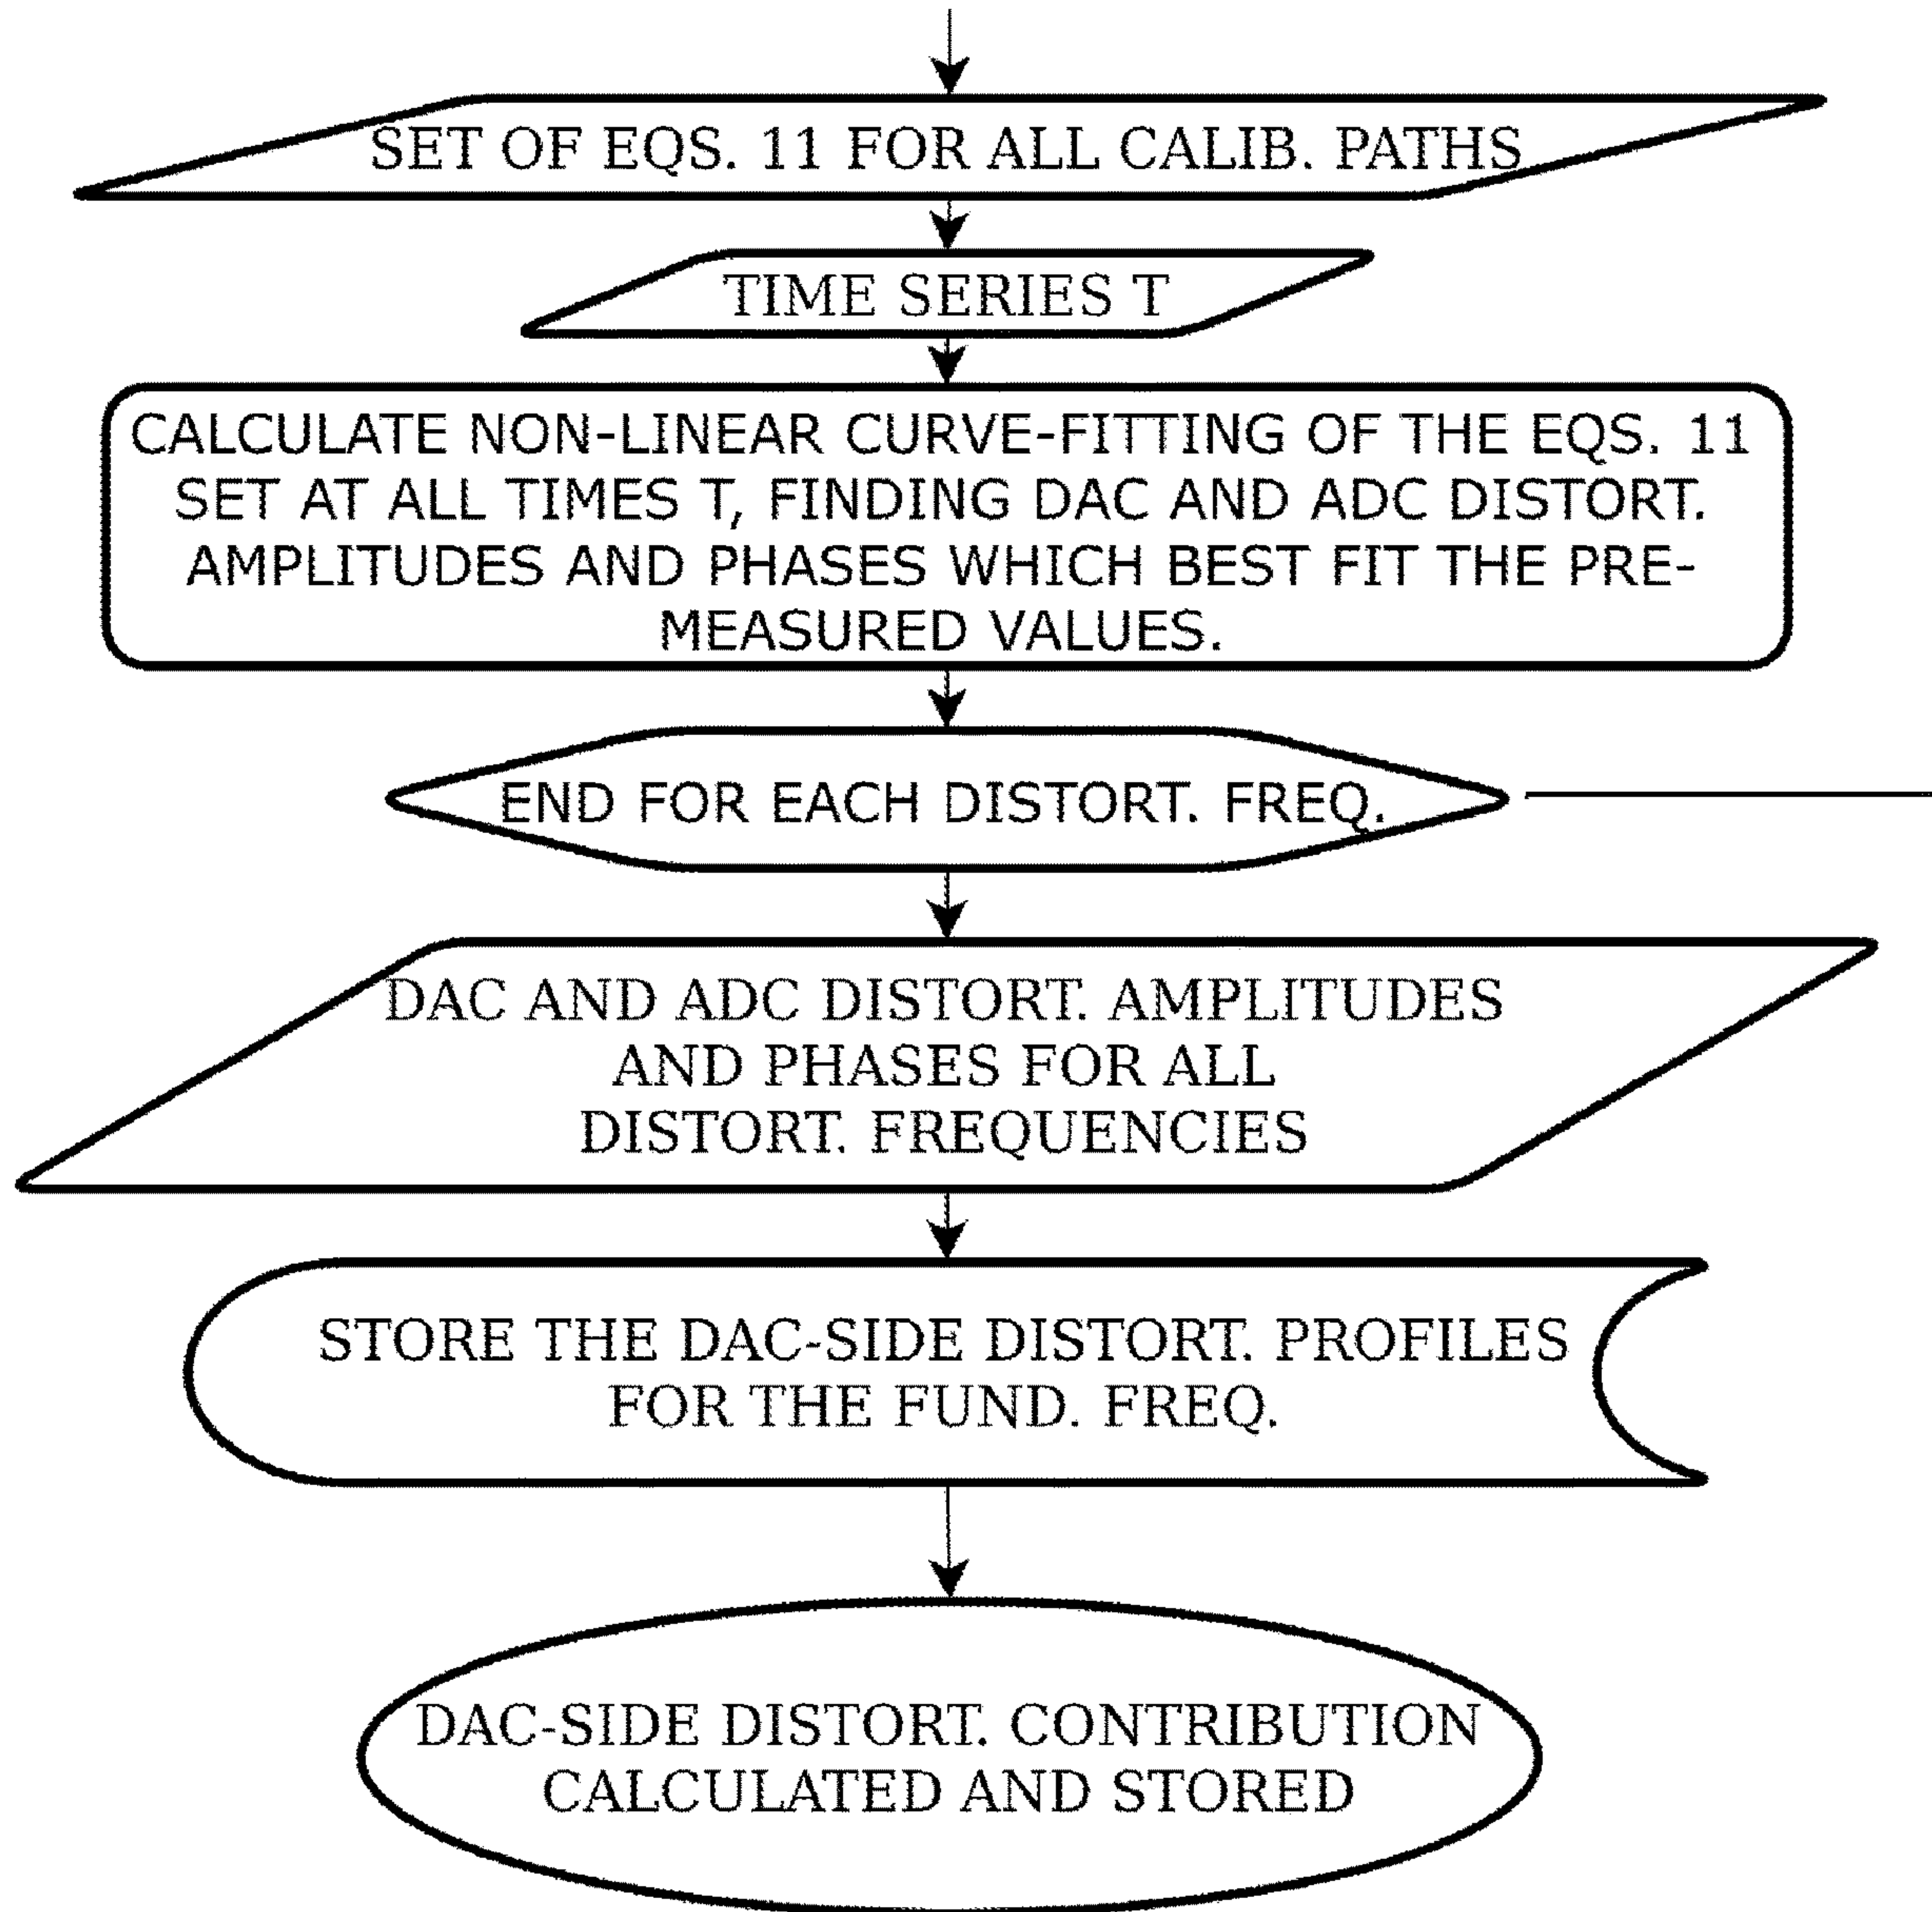 SET OF EQS. 11 FOR ALL CALIB. PATHS
TIME SERIES T
CALCULATE NON-LINEAR CURVE-FITTING OF THE EQS. 11
SET AT ALL TIMES T, FINDING DAC AND ADC DISTORT.
AMPLITUDES AND PHASES WHICH BEST FIT THE PRE-
MEASURED VALUES.
END FOR EACH DISTORT. FREQ.
DAC AND ADC DISTORT. AMPLITUDES
AND PHASES FOR ALL
DISTORT. FREQUENCIES
STORE THE DAC-SIDE DISTORT. PROFILES
FOR THE FUND. FREQ.
DAC-SIDE DISTORT. CONTRIBUTION
CALCULATED AND STORED